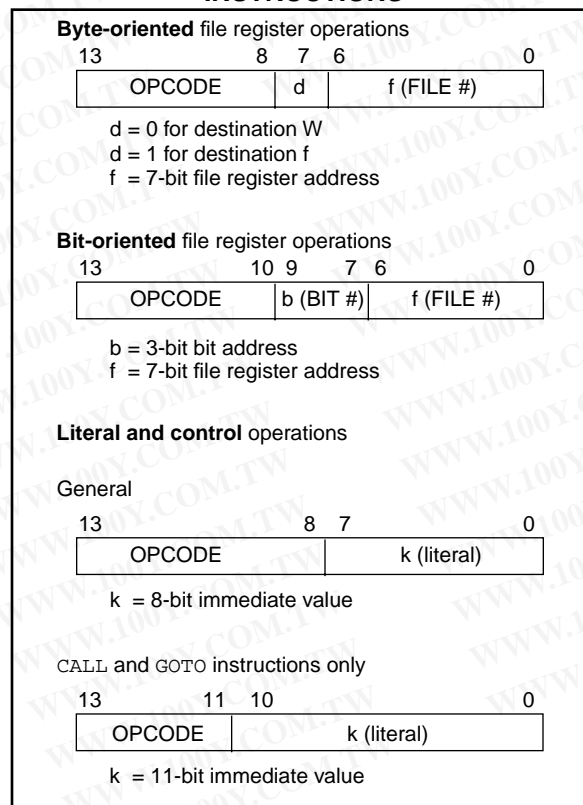 Byte-oriented file register operations
13 8 7 6 0
OPCODE d f (FILE #)
d = 0 for destination W
d = 1 for destination f
f = 7-bit file register address
Bit-oriented file register operations
13 10 9 7 6 0
OPCODE b (BIT #) f (FILE #)
b = 3-bit bit address
f = 7-bit file register address
Literal and control operations
General
13 8 7 0
OPCODE k (literal)
k = 8-bit immediate value
CALL and GOTO instructions only
13 11 10 0
OPCODE k (literal)
k = 11-bit immediate value
WWW.100Y.COM.TW